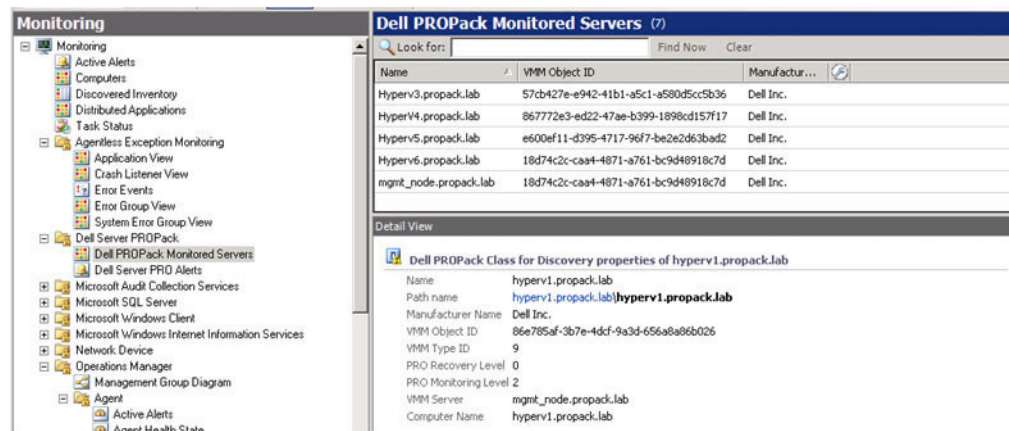 Monitoring
Monitoring
Active Alerts
Computers
Discovered Inventory
Distributed Applications
Task Status
Agentless Exception Monitoring
Application View
Crash Listener View
Error Events
Error Group View
System Error Group View
Dell Server PROPack
Dell PROPack Monitored Servers
Dell Server PRO Alerts
Microsoft Audit Collection Services
Microsoft SQL Server
Microsoft Windows Client
Microsoft Windows Internet Information Services
Network Device
Operations Manager
Management Group Diagram
Agent
Active Alerts
Agent Health State
Dell PROPack Monitored Servers (7)
Look for: Find Now Clear
Name VMM Object ID Manufactur...
Hyperv3.propack.lab 57cb427e-e942-41b1-a5c1-a580d5cc5b36 Dell Inc.
HyperV4.propack.lab 867772e3-ed22-47ae-b399-1898cd157f17 Dell Inc.
Hyperv5.propack.lab e600ef11-d395-4717-96f7-be2e2d63bad2 Dell Inc.
Hyperv6.propack.lab 18d74c2c-caa4-4871-a761-bc9d48918c7d Dell Inc.
mgmt_node.propack.lab 18d74c2c-caa4-4871-a761-bc9d48918c7d Dell Inc.
Detail View
Dell PROPack Class for Discovery properties of hyperv1.propack.lab
Name hyperv1.propack.lab
Path name hyperv1.propack.lab\hyperv1.propack.lab
Manufacturer Name Dell Inc.
VMM Object ID 86e785af-3b7e-4dcf-9a3d-656a8a86b026
VMM Type ID 9
PRO Recovery Level 0
PRO Monitoring Level 2
VMM Server mgmt_node.propack.lab
Computer Name hyperv1.propack.lab